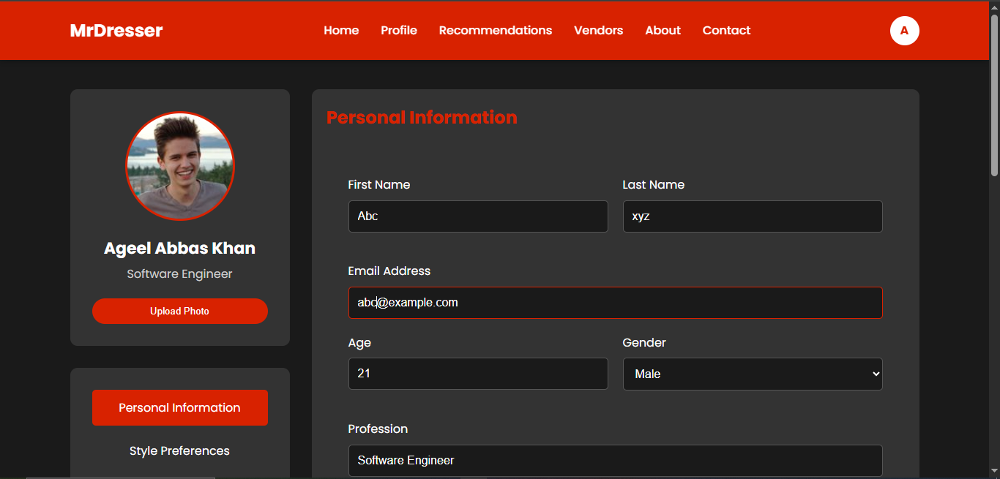 MrDresser
Home Profile Recommendations Vendors About Contact
A
Ageel Abbas Khan
Software Engineer
Upload Photo
Personal Information
Style Preferences
Personal Information
First Name Last Name
Abc xyz
Email Address
abc@example.com
Age Gender
21 Male
Profession
Software Engineer